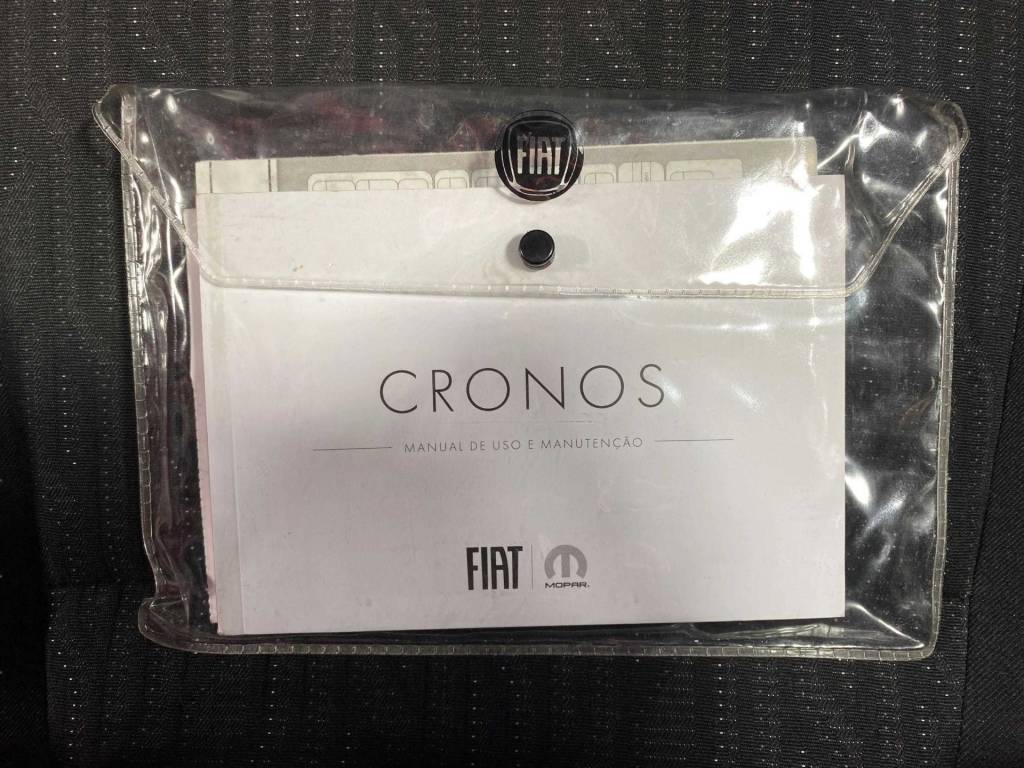 FIAT
CRONOS
MANUAL DE USO E MANUTENÇÃO
FIAT
MOPAR.